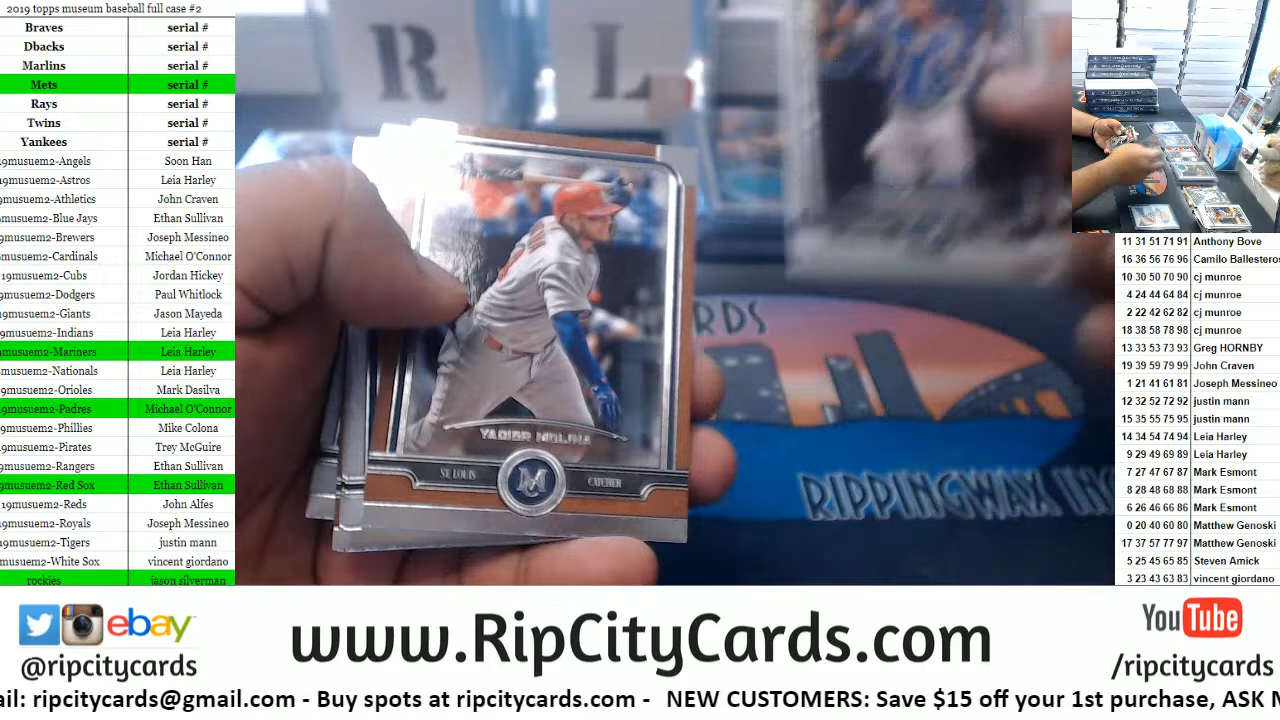 2019 topps museum baseball full case #2
Braves serial #
Dbacks serial #
Marlins serial #
Mets serial #
Rays serial #
Twins serial #
Yankees serial #
19musuem2-Angels Soon Han
19musuem2-Astros Leia Harley
9musuem2-Athletics John Craven
musuem2-Blue Jays Ethan Sullivan
9musuem2-Brewers Joseph Messineo
musuem2-Cardinals Michael O'Connor
19musuem2-Cubs Jordan Hickey
9musuem2-Dodgers Paul Whitlock
19musuem2-Giants Jason Mayeda
9musuem2-Indians Leia Harley
9musuem2-Mariners Leia Harley
musuem2-Nationals Leia Harley
9musuem2-Orioles Mark Dasilva
19musuem2-Padres Michael O'Connor
9musuem2-Phillies Mike Colona
9musuem2-Pirates Trey McGuire
9musuem2-Rangers Ethan Sullivan
9musuem2-Red Sox Ethan Sullivan
19musuem2-Reds John Alfes
19musuem2-Royals Joseph Messineo
19musuem2-Tigers justin mann
musuem2-White Sox vincent giordano
rockies jason silverman
YADIER MOLINA
ST. LOUIS
M
CATCHER
RDS
RIPPINGWAX
11 31 51 71 91 Anthony Bove
16 36 56 76 96 Camilo Ballesteros
10 30 50 70 90 cj munroe
4 24 44 64 84 cj munroe
2 22 42 62 82 cj munroe
18 38 58 78 98 cj munroe
13 33 53 73 93 Greg HORNBY
19 39 59 79 99 John Craven
1 21 41 61 81 Joseph Messineo
12 32 52 72 92 justin mann
15 35 55 75 95 justin mann
14 34 54 74 94 Leia Harley
9 29 49 69 89 Leia Harley
7 27 47 67 87 Mark Esmont
8 28 48 68 88 Mark Esmont
6 26 46 66 86 Mark Esmont
0 20 40 60 80 Matthew Genoski
17 37 57 77 97 Matthew Genoski
5 25 45 65 85 Steven Amick
3 23 43 63 83 vincent giordano
ebay
@ripcitycards
www.RipCityCards.com
YouTube
/ripcitycards
ail: ripcitycards@gmail.com - Buy spots at ripcitycards.com - NEW CUSTOMERS: Save $15 off your 1st purchase, ASK